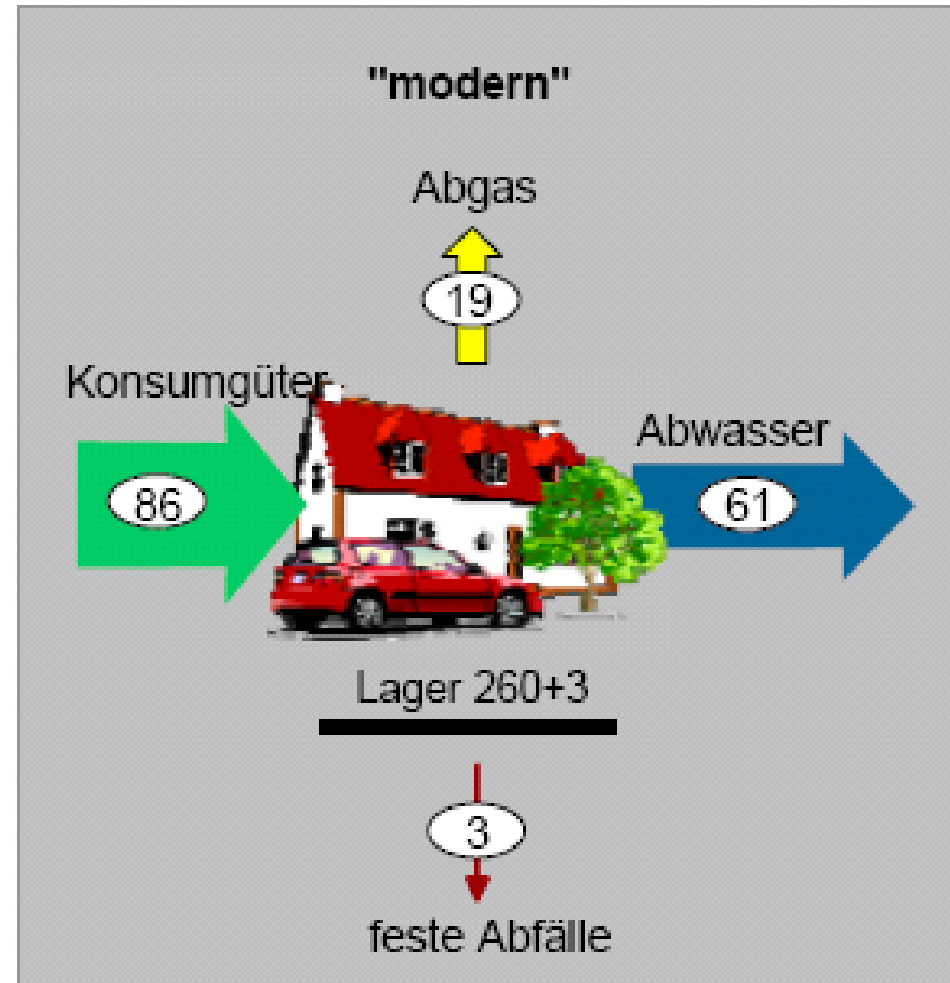 "modern"
Abgas
19
Konsumgüter
Abwasser
86
61
Lager 260+3
3
feste Abfälle